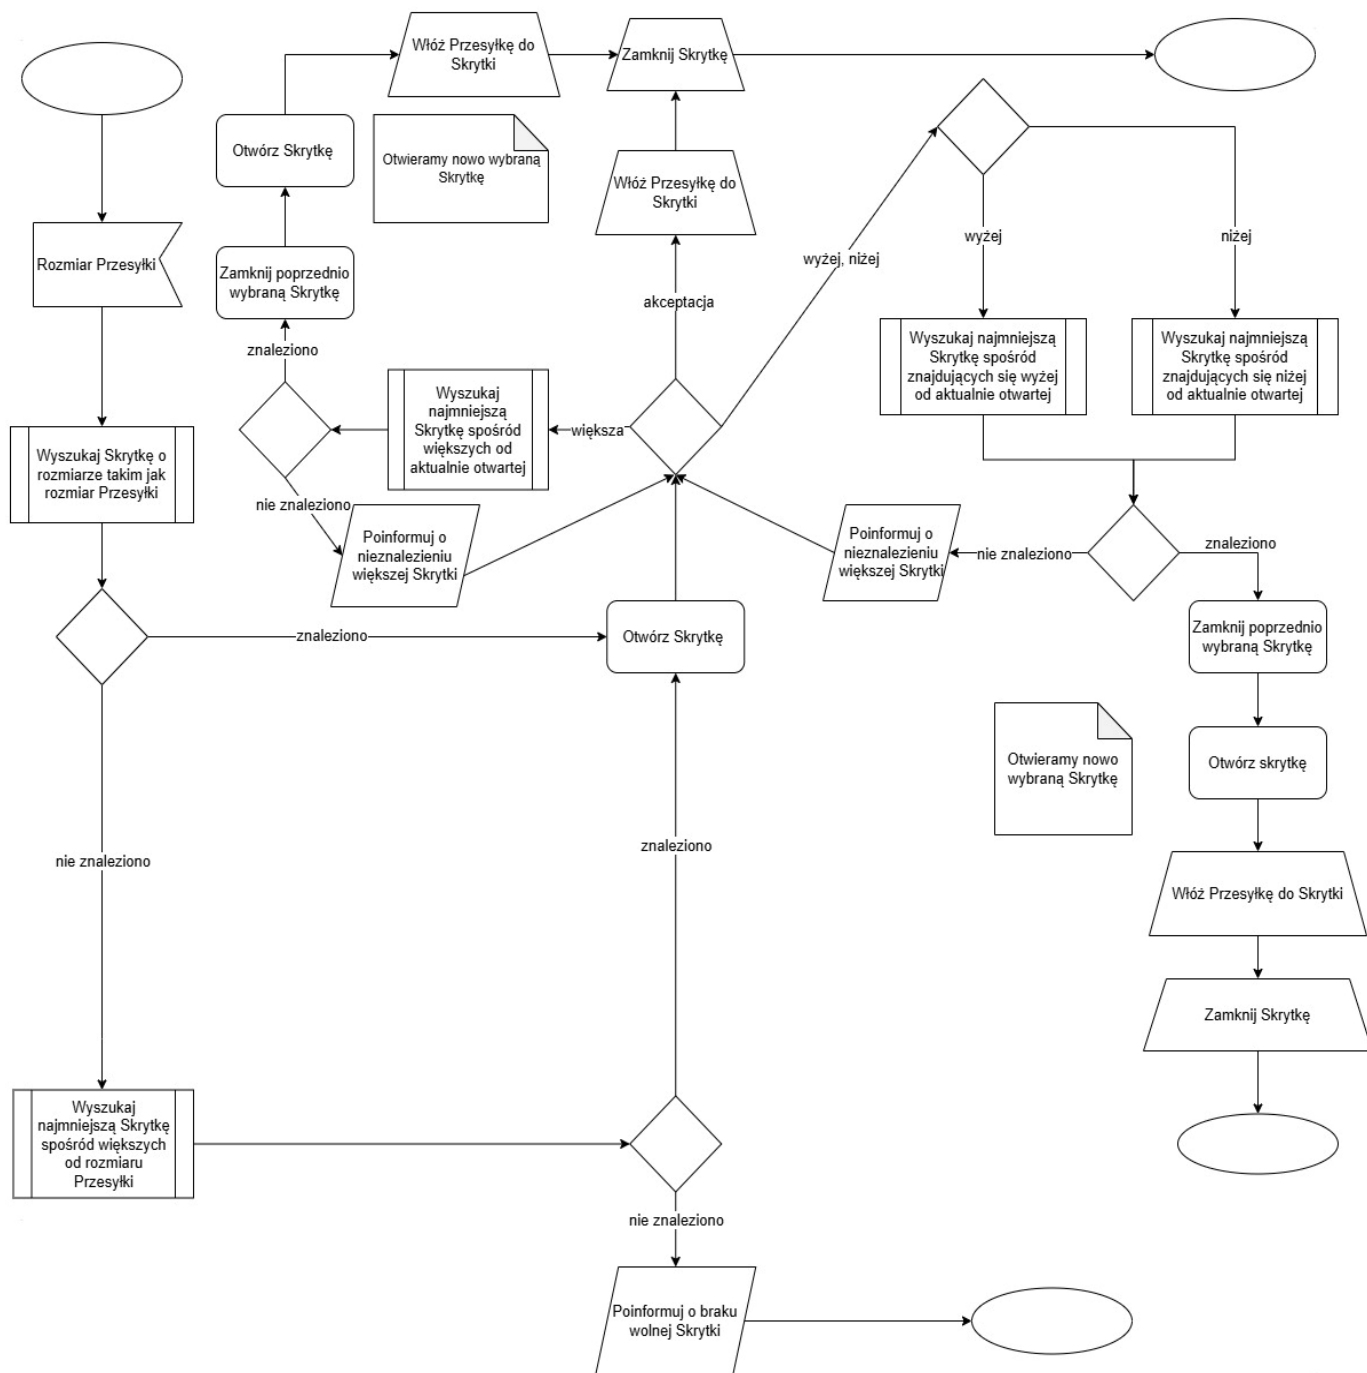 Włóż Przesyłkę do
Skrytki
Zamknij Skrytkę
Otwórz Skrytkę
Otwieramy nowo wybraną
Skrytkę
Włóż Przesyłkę do
Skrytki
Rozmiar Przesyłki
Zamknij poprzednio
wybraną Skrytkę
wyżej, niżej
wyżej
niżej
akceptacja
znaleziono
Wyszukaj najmniejszą
Skrytkę spośród
znajdujących się wyżej
od aktualnie otwartej
Wyszukaj najmniejszą
Skrytkę spośród
znajdujących się niżej
od aktualnie otwartej
Wyszukaj
najmniejszą
Skrytkę spośród
większych od
aktualnie otwartej
większa
Wyszukaj Skrytkę o
rozmiarze takim jak
rozmiar Przesyłki
nie znaleziono
Poinformuj o
nieznalezieniu
większej Skrytki
Poinformuj o
nieznalezieniu
większej Skrytki
nie znaleziono
znaleziono
znaleziono
Otwórz Skrytkę
Zamknij poprzednio
wybraną Skrytkę
Otwieramy nowo
wybraną Skrytkę
Otwórz skrytkę
nie znaleziono
znaleziono
Włóż Przesyłkę do Skrytki
Zamknij Skrytkę
Wyszukaj
najmniejszą Skrytkę
spośród większych
od rozmiaru
Przesyłki
nie znaleziono
Poinformuj o braku
wolnej Skrytki